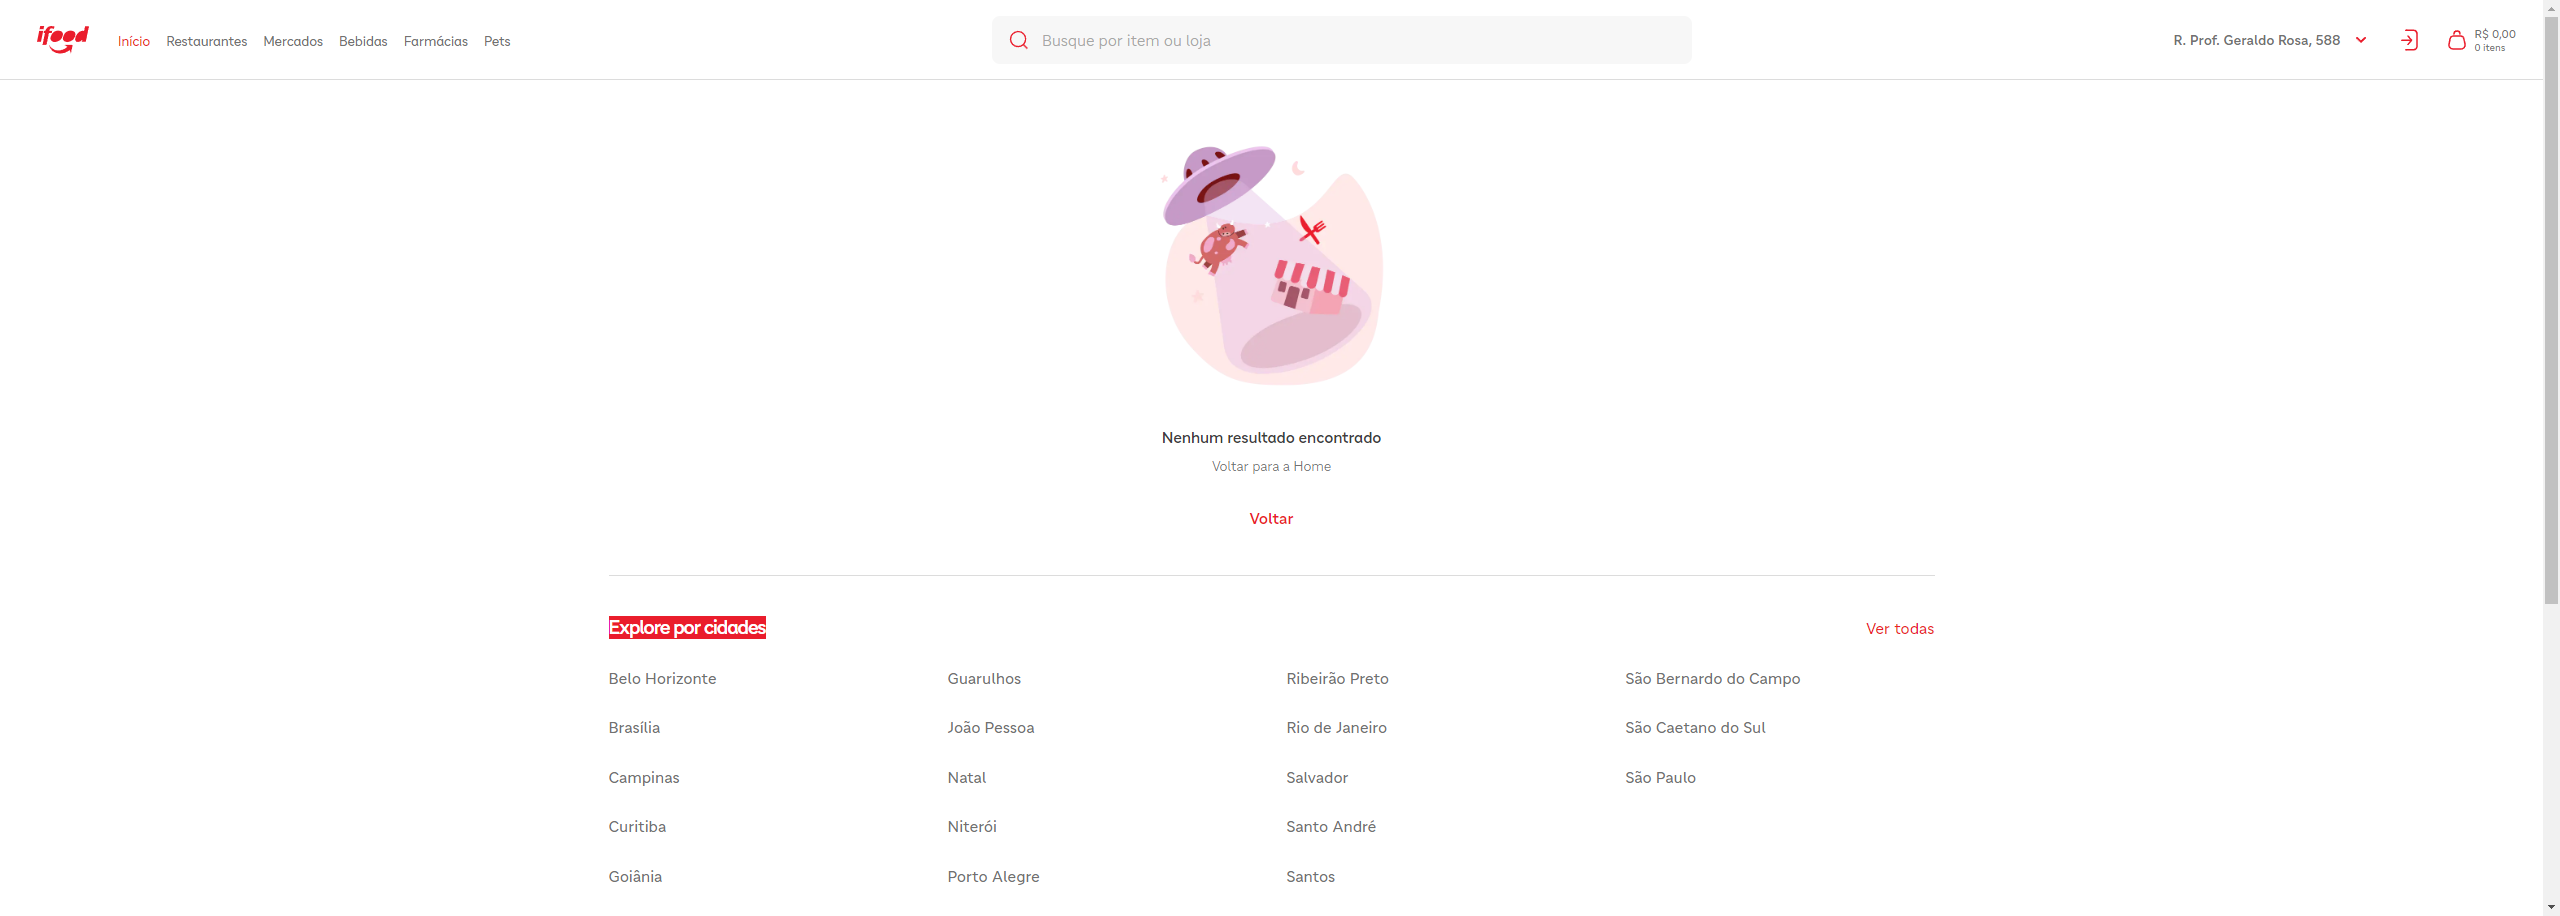 ifood Início Restaurantes Mercados Bebidas Farmácias Pets Busque por item ou loja R. Prof. Geraldo Rosa, 588 R$ 0,00
0 itens
Nenhum resultado encontrado
Voltar para a Home
Voltar
Explore por cidades Ver todas
Belo Horizonte Guarulhos Ribeirão Preto São Bernardo do Campo
Brasília João Pessoa Rio de Janeiro São Caetano do Sul
Campinas Natal Salvador São Paulo
Curitiba Niterói Santo André
Goiânia Porto Alegre Santos